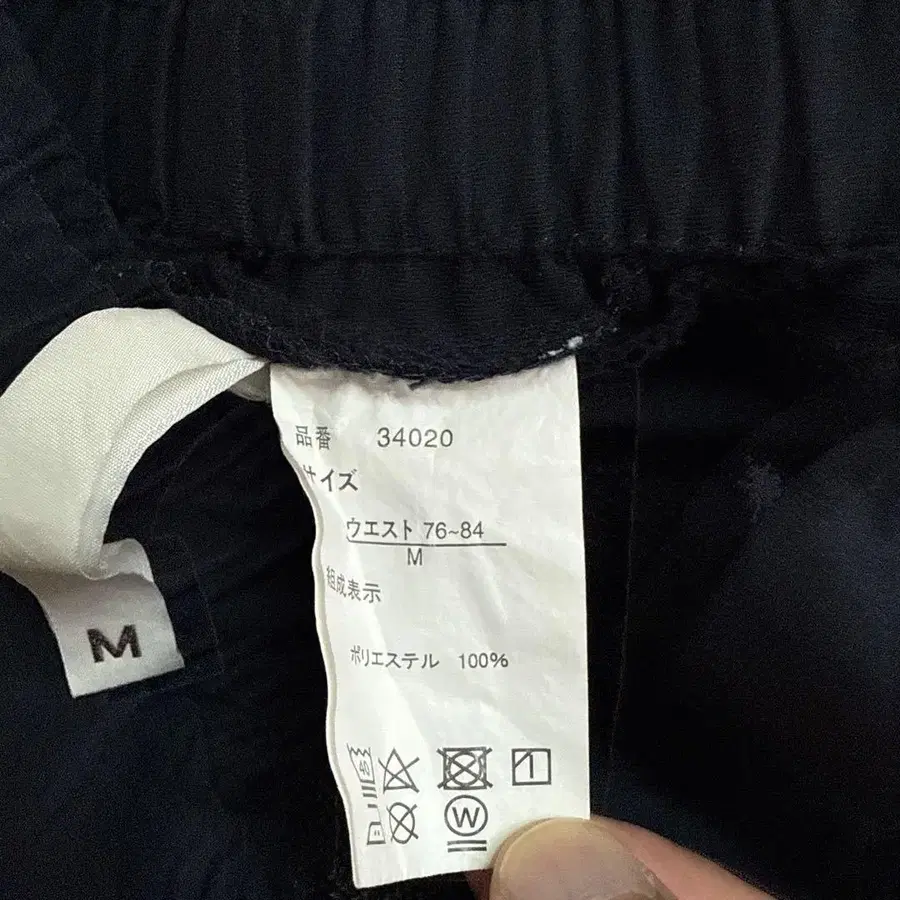 品番 34020
サイズ
ウエスト 76~84
M
組成表示
ポリエステル 100%
W
M